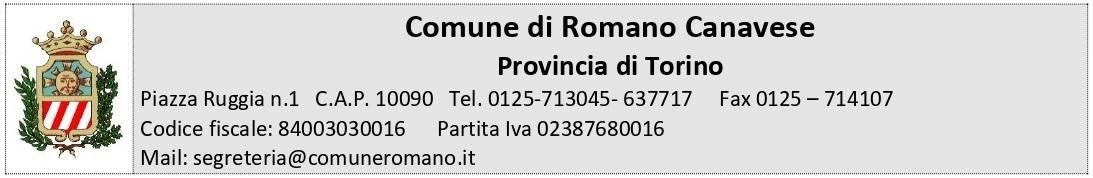 Comune di Romano Canavese
Provincia di Torino
Piazza Ruggia n.1 C.A.P. 10090 Tel. 0125-713045- 637717 Fax 0125 – 714107
Codice fiscale: 84003030016 Partita Iva 02387680016
Mail: segreteria@comuneromano.it